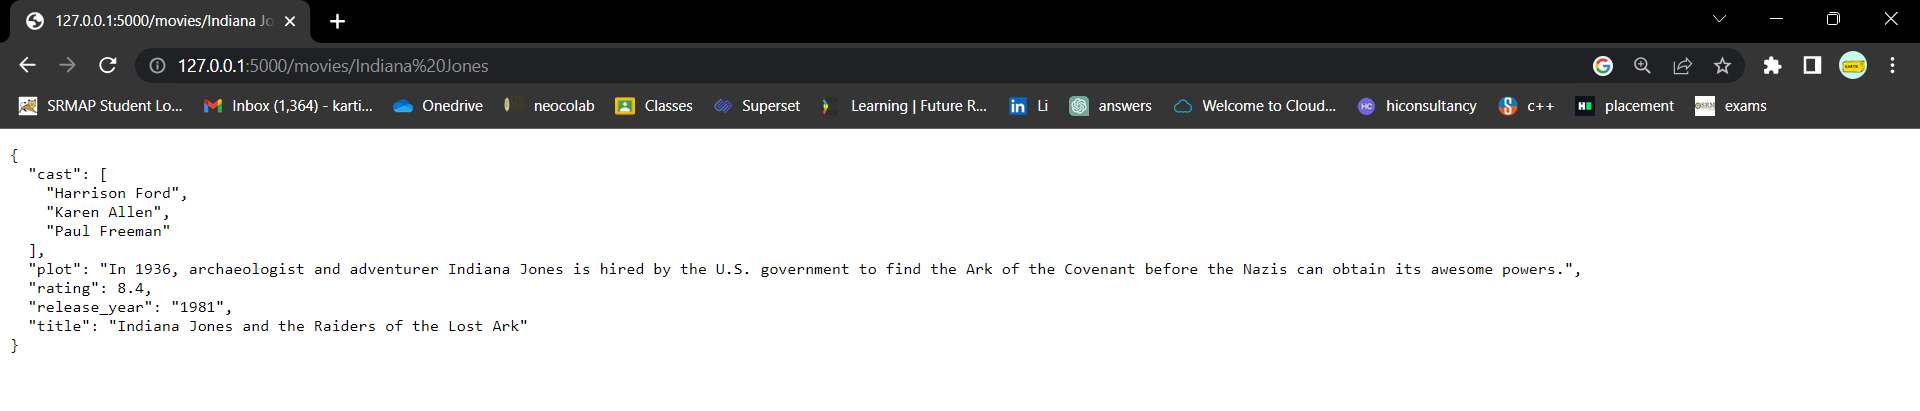 127.0.0.1:5000/movies/Indiana Jo
127.0.0.1:5000/movies/Indiana%20Jones
SRMAP Student Lo... Inbox (1,364) - karti... Onedrive neocolab Classes Superset Learning | Future R... Li answers Welcome to Cloud... hiconsultancy c++ placement exams
{
"cast": [
"Harrison Ford",
"Karen Allen",
"Paul Freeman"
],
"plot": "In 1936, archaeologist and adventurer Indiana Jones is hired by the U.S. government to find the Ark of the Covenant before the Nazis can obtain its awesome powers.",
"rating": 8.4,
"release_year": "1981",
"title": "Indiana Jones and the Raiders of the Lost Ark"
}